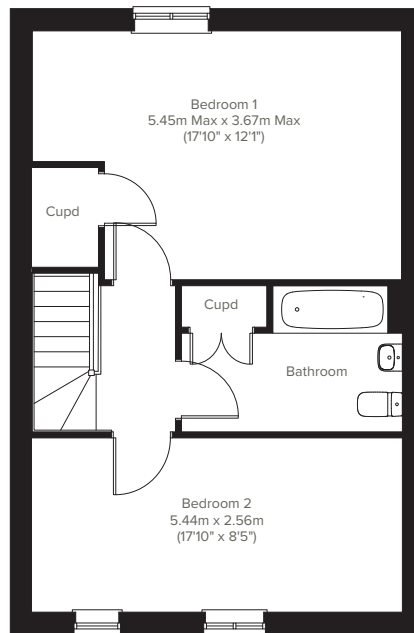 Bedroom 1
5.45m Max x 3.67m Max
(17'10" x 12'1")
Cupd
Cupd
Bathroom
Bedroom 2
5.44m x 2.56m
(17'10" x 8'5")